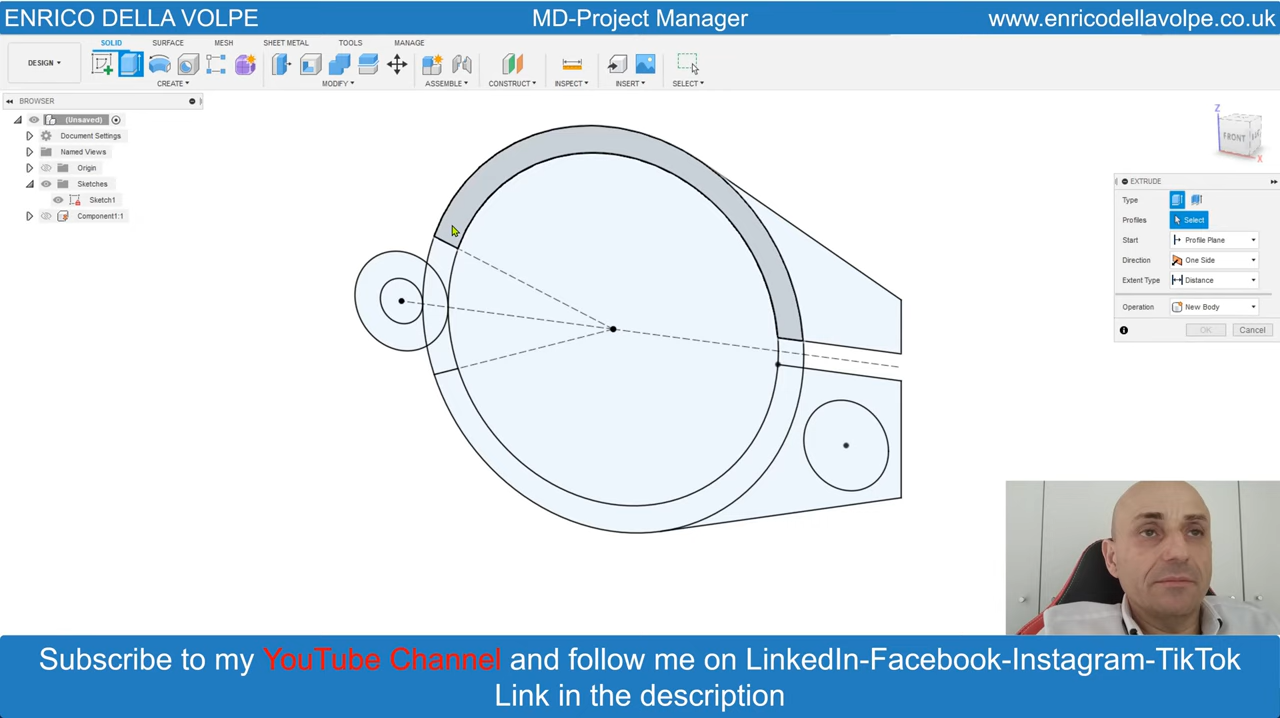 ENRICO DELLA VOLPE MD-Project Manager www.enricodellavolpe.co.uk
SOLID SURFACE MESH SHEET METAL TOOLS MANAGE
DESIGN
CREATE MODIFY ASSEMBLE CONSTRUCT INSPECT INSERT SELECT
BROWSER
(Unsaved)
Document Settings
Named Views
Origin
Sketches
Sketch1
Component1:1
Z
FRONT
X
EXTRUDE
Type
Profiles Select
Start Profile Plane
Direction One Side
Extent Type Distance
Operation New Body
OK Cancel
Subscribe to my YouTube Channel and follow me on LinkedIn-Facebook-Instagram-TikTok
Link in the description